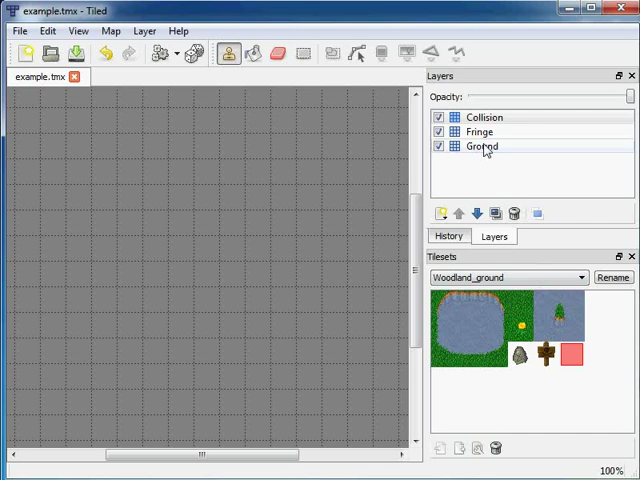 example.tmx - Tiled
File Edit View Map Layer Help
example.tmx
Layers
Opacity:
Collision
Fringe
Ground
History Layers
Tilesets
Woodland_ground Rename
100%